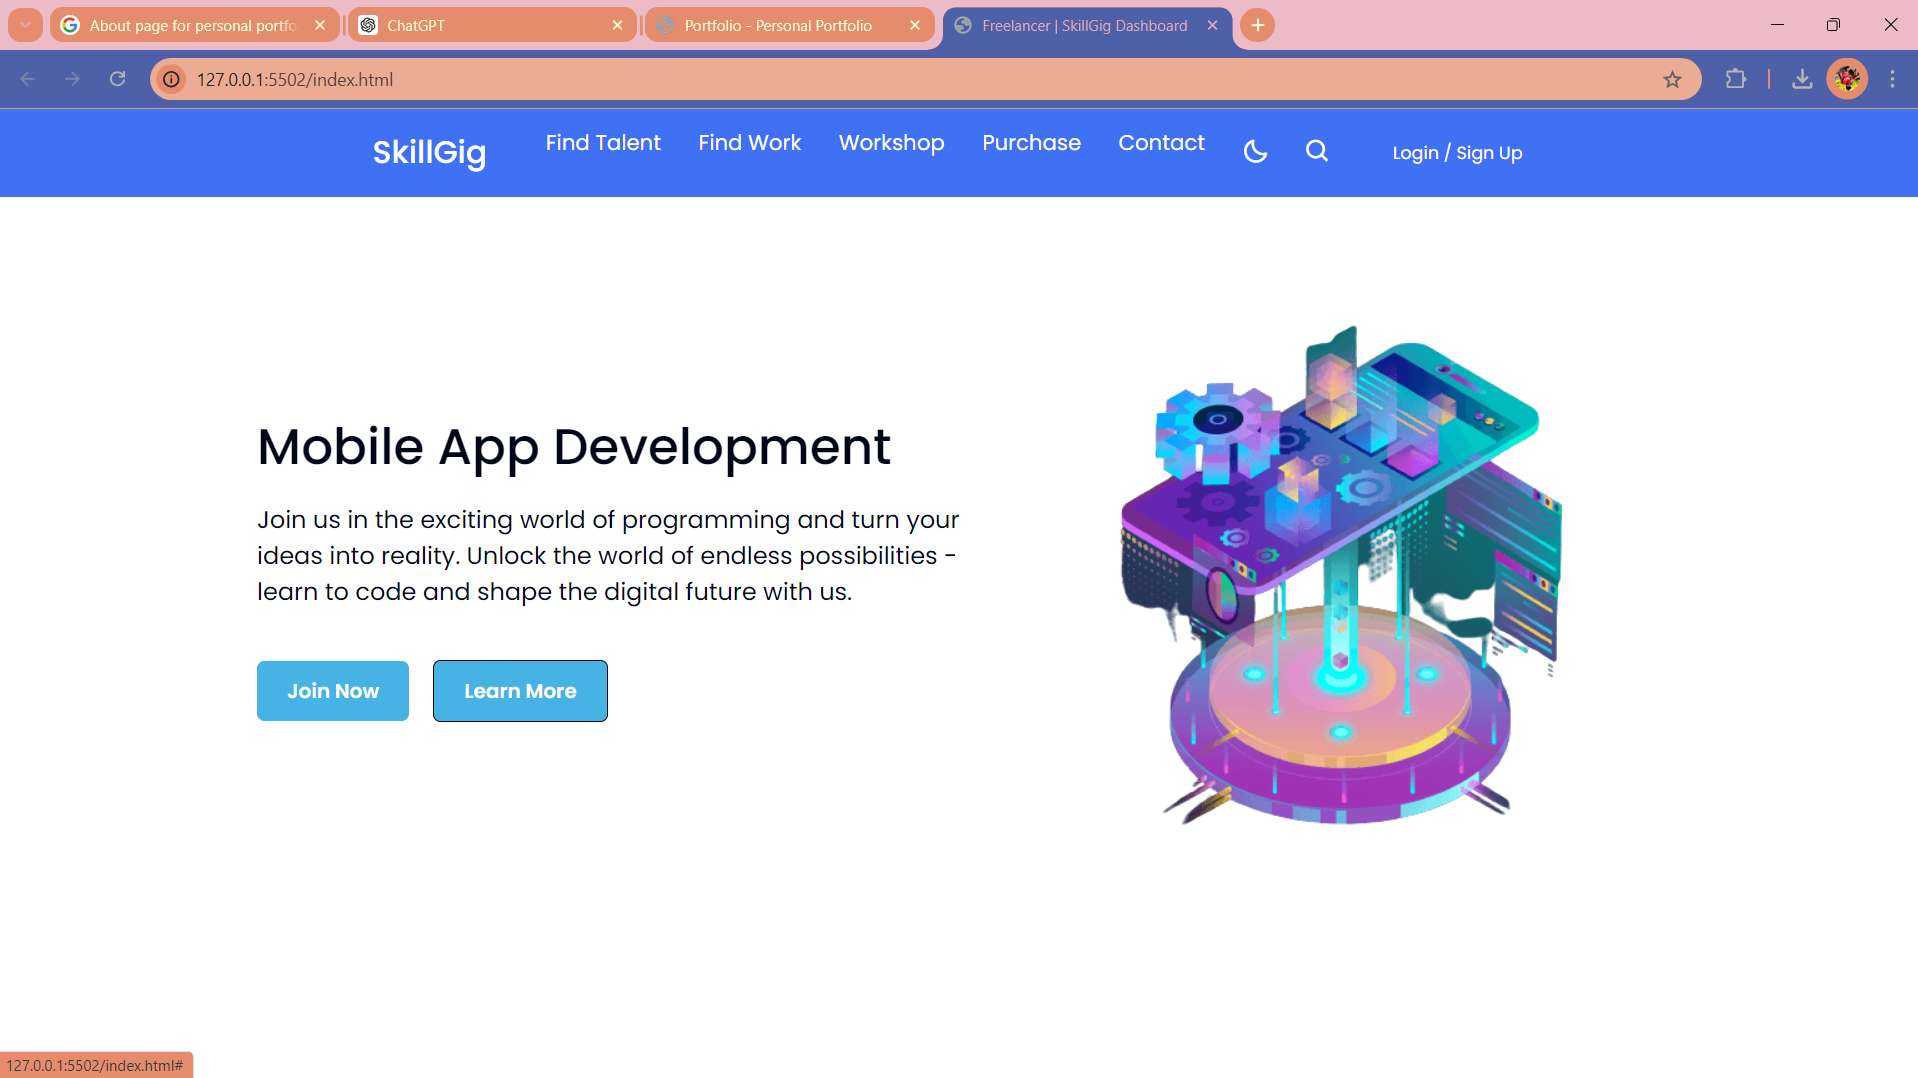 About page for personal portfo
ChatGPT
Portfolio - Personal Portfolio
Freelancer | SkillGig Dashboard
127.0.0.1:5502/index.html
SkillGig
Find Talent
Find Work
Workshop
Purchase
Contact
Login / Sign Up
Mobile App Development
Join us in the exciting world of programming and turn your
ideas into reality. Unlock the world of endless possibilities -
learn to code and shape the digital future with us.
Join Now
Learn More
127.0.0.1:5502/index.html#